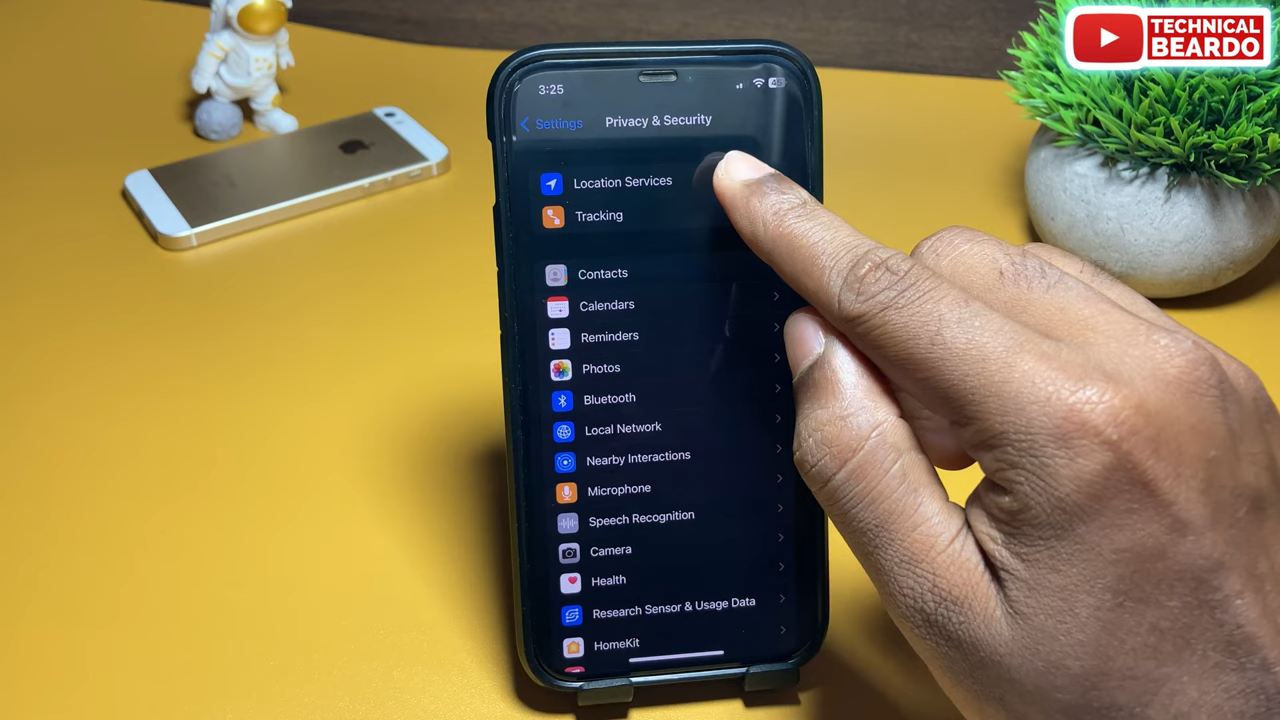 TECHNICAL
BEARDO
3:25
45
Settings
Privacy & Security
Location Services
Tracking
Contacts
Calendars
Reminders
Photos
Bluetooth
Local Network
Nearby Interactions
Microphone
Speech Recognition
Camera
Health
Research Sensor & Usage Data
HomeKit